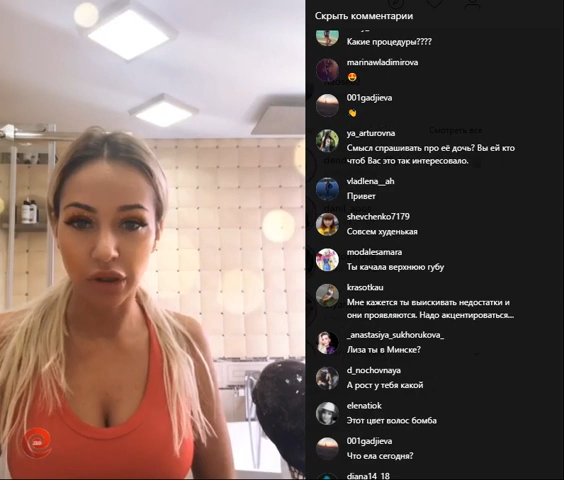 Скрыть комментарии
Какие процедуры????
marinawladimirova
001gadjieva
Смотреть все
ya_arturovna
Смысл спрашивать про её дочь? Вы ей кто
чтоб Вас это так интересовало.
vladlena__ah
Привет
shevchenko7179
Совсем худенькая
modalesamara
Ты качала верхнюю губу
krasotkau
Мне кажется ты выискивать недостатки и
они проявляются. Надо акцентироваться...
_anastasiya_sukhorukova_
Лиза ты в Минске?
d_nochovnaya
А рост у тебя какой
elenatiok
Этот цвет волос бомба
001gadjieva
Что ела сегодня?
diana14_18